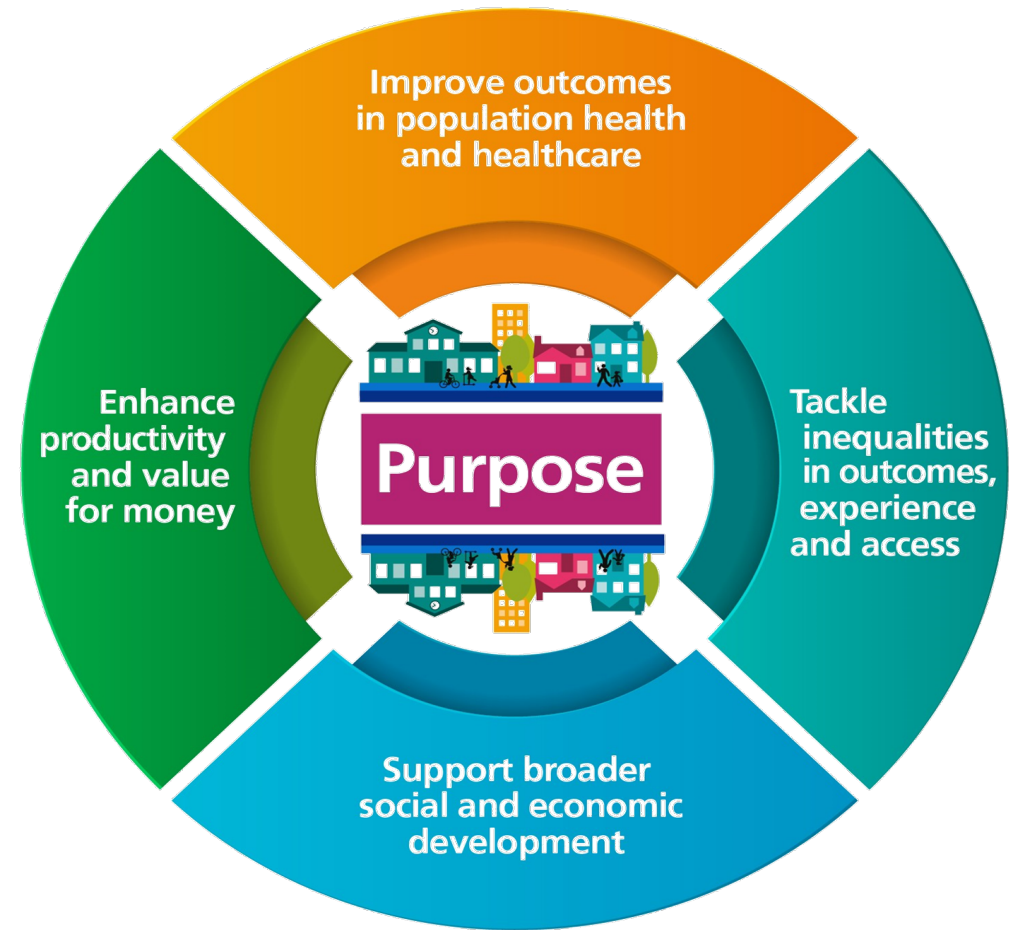 Improve outcomes
in population health
and healthcare
Enhance
productivity
and value
for money
Purpose
Tackle
inequalities
in outcomes,
experience
and access
Support broader
social and economic
development